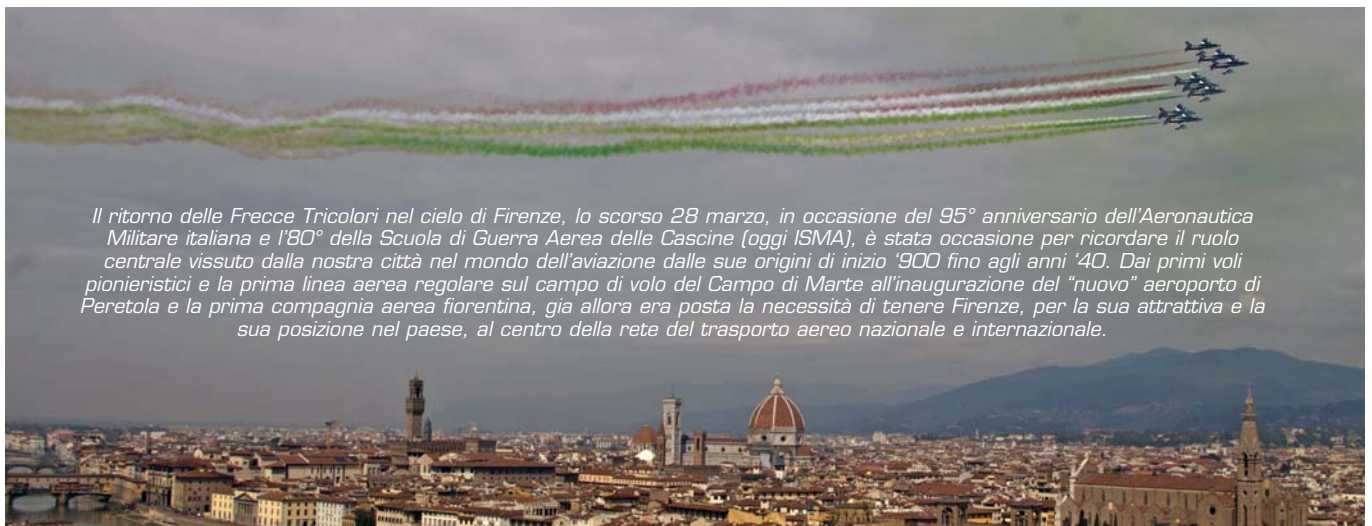 Il ritorno delle Frecce Tricolori nel cielo di Firenze, lo scorso 28 marzo, in occasione del 95° anniversario dell'Aeronautica
Militare italiana e l'80° della Scuola di Guerra Aerea delle Cascine (oggi ISMA), è stata occasione per ricordare il ruolo
centrale vissuto dalla nostra città nel mondo dell'aviazione dalle sue origini di inizio '900 fino agli anni '40. Dai primi voli
pionieristici e la prima linea aerea regolare sul campo di volo del Campo di Marte all'inaugurazione del "nuovo" aeroporto di
Peretola e la prima compagnia aerea fiorentina, gia allora era posta la necessità di tenere Firenze, per la sua attrattiva e la
sua posizione nel paese, al centro della rete del trasporto aereo nazionale e internazionale.